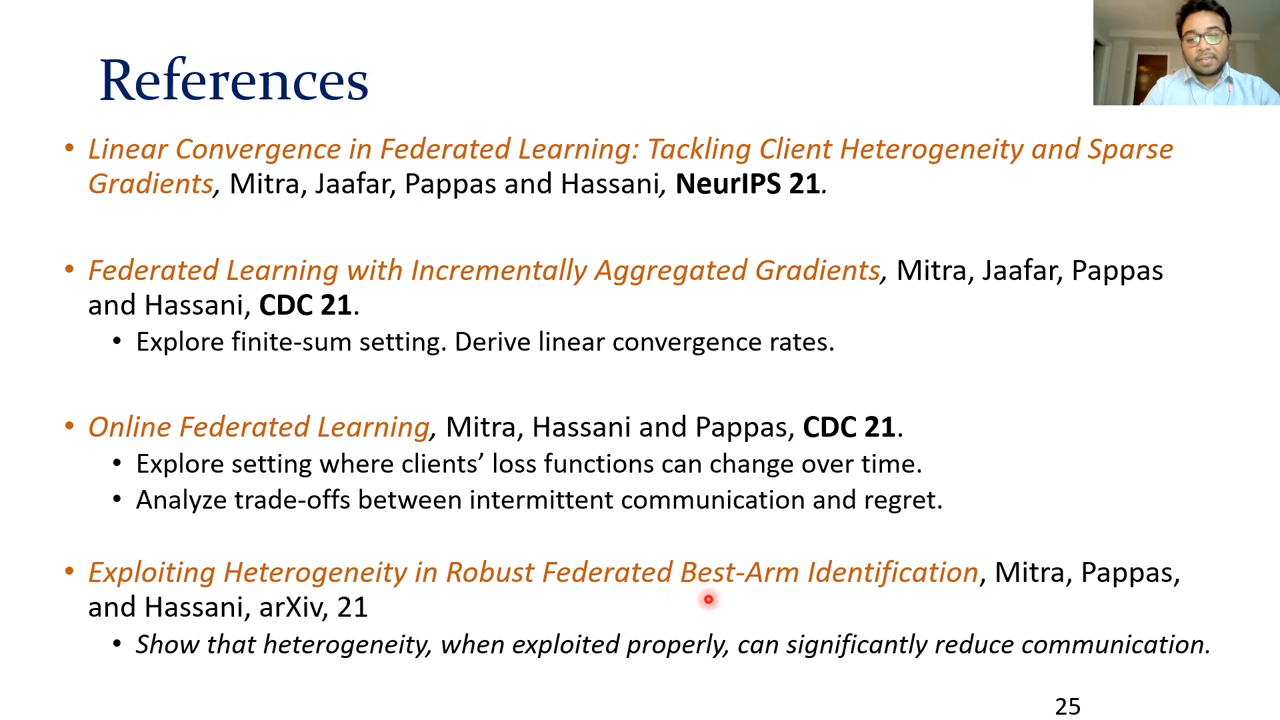 References
• Linear Convergence in Federated Learning: Tackling Client Heterogeneity and Sparse
Gradients, Mitra, Jaafar, Pappas and Hassani, NeurIPS 21.
• Federated Learning with Incrementally Aggregated Gradients, Mitra, Jaafar, Pappas
and Hassani, CDC 21.
• Explore finite-sum setting. Derive linear convergence rates.
• Online Federated Learning, Mitra, Hassani and Pappas, CDC 21.
• Explore setting where clients’ loss functions can change over time.
• Analyze trade-offs between intermittent communication and regret.
• Exploiting Heterogeneity in Robust Federated Best-Arm Identification, Mitra, Pappas,
and Hassani, arXiv, 21
• Show that heterogeneity, when exploited properly, can significantly reduce communication.
25